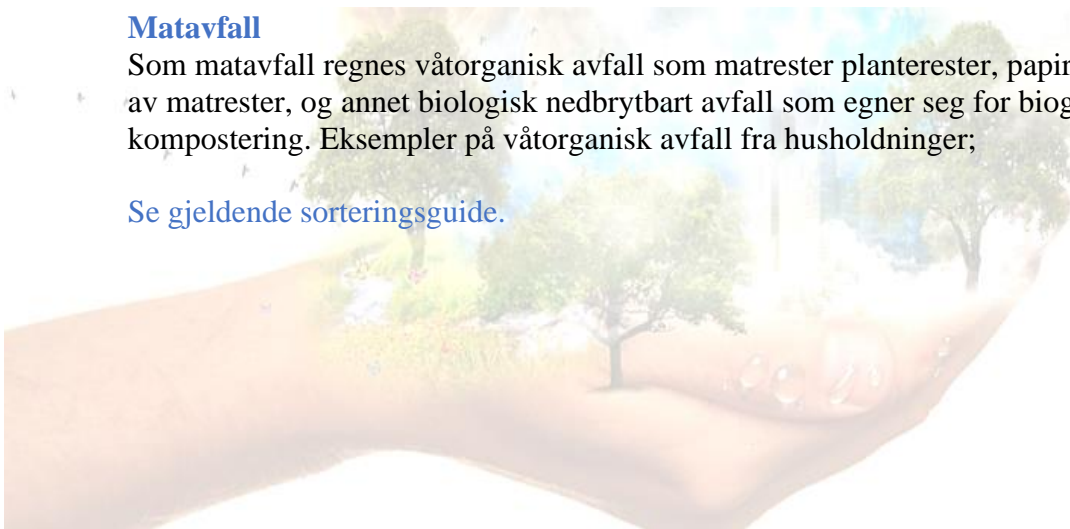 Matavfall
Som matavfall regnes våtorganisk avfall som matrester planterester, papir
av matrester, og annet biologisk nedbrytbart avfall som egner seg for biog
kompostering. Eksempler på våtorganisk avfall fra husholdninger;
Se gjeldende sorteringsguide.